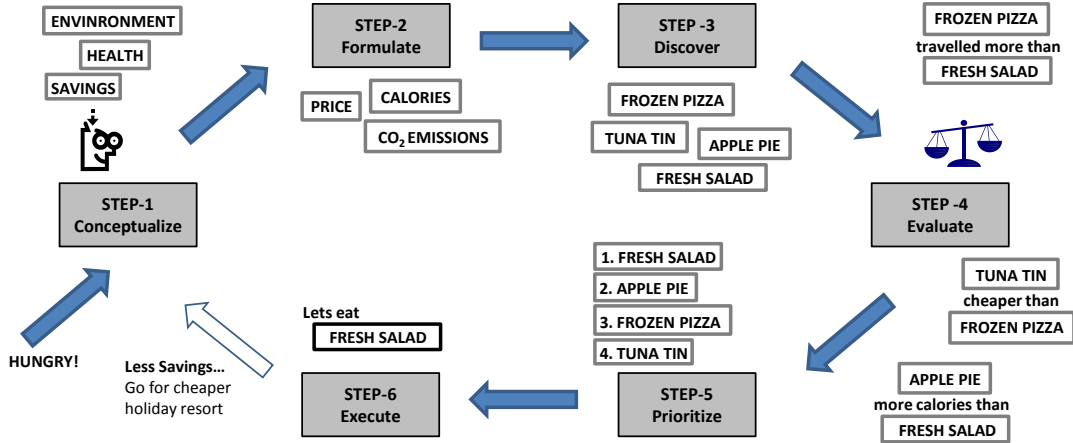 ENVINRONMENT
HEALTH
SAVINGS
STEP-1
Conceptualize
HUNGRY!
STEP-2
Formulate
PRICE
CALORIES
CO₂ EMISSIONS
STEP -3
Discover
FROZEN PIZZA
TUNA TIN
APPLE PIE
FRESH SALAD
FROZEN PIZZA
travelled more than
FRESH SALAD
STEP -4
Evaluate
TUNA TIN
cheaper than
FROZEN PIZZA
APPLE PIE
more calories than
FRESH SALAD
1. FRESH SALAD
2. APPLE PIE
3. FROZEN PIZZA
4. TUNA TIN
STEP-5
Prioritize
Lets eat
FRESH SALAD
STEP-6
Execute
Less Savings...
Go for cheaper
holiday resort